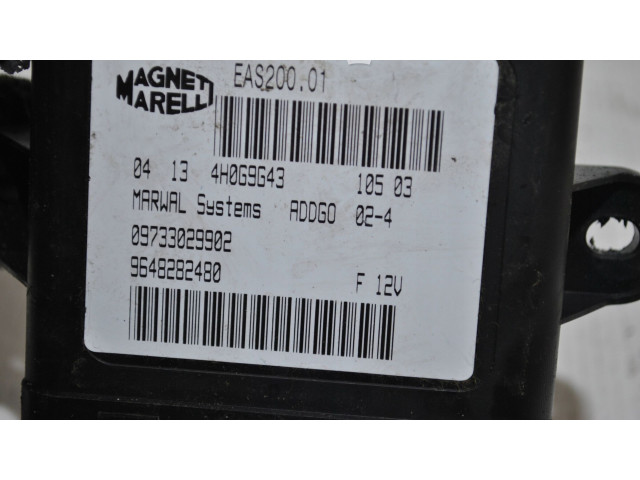 MAGNETI
MARELLI
EAS200.01
04 13 4H0G9G43 105 03
MARWAL Systems ADDGO 02-4
09733029902
9648282480 F 12V